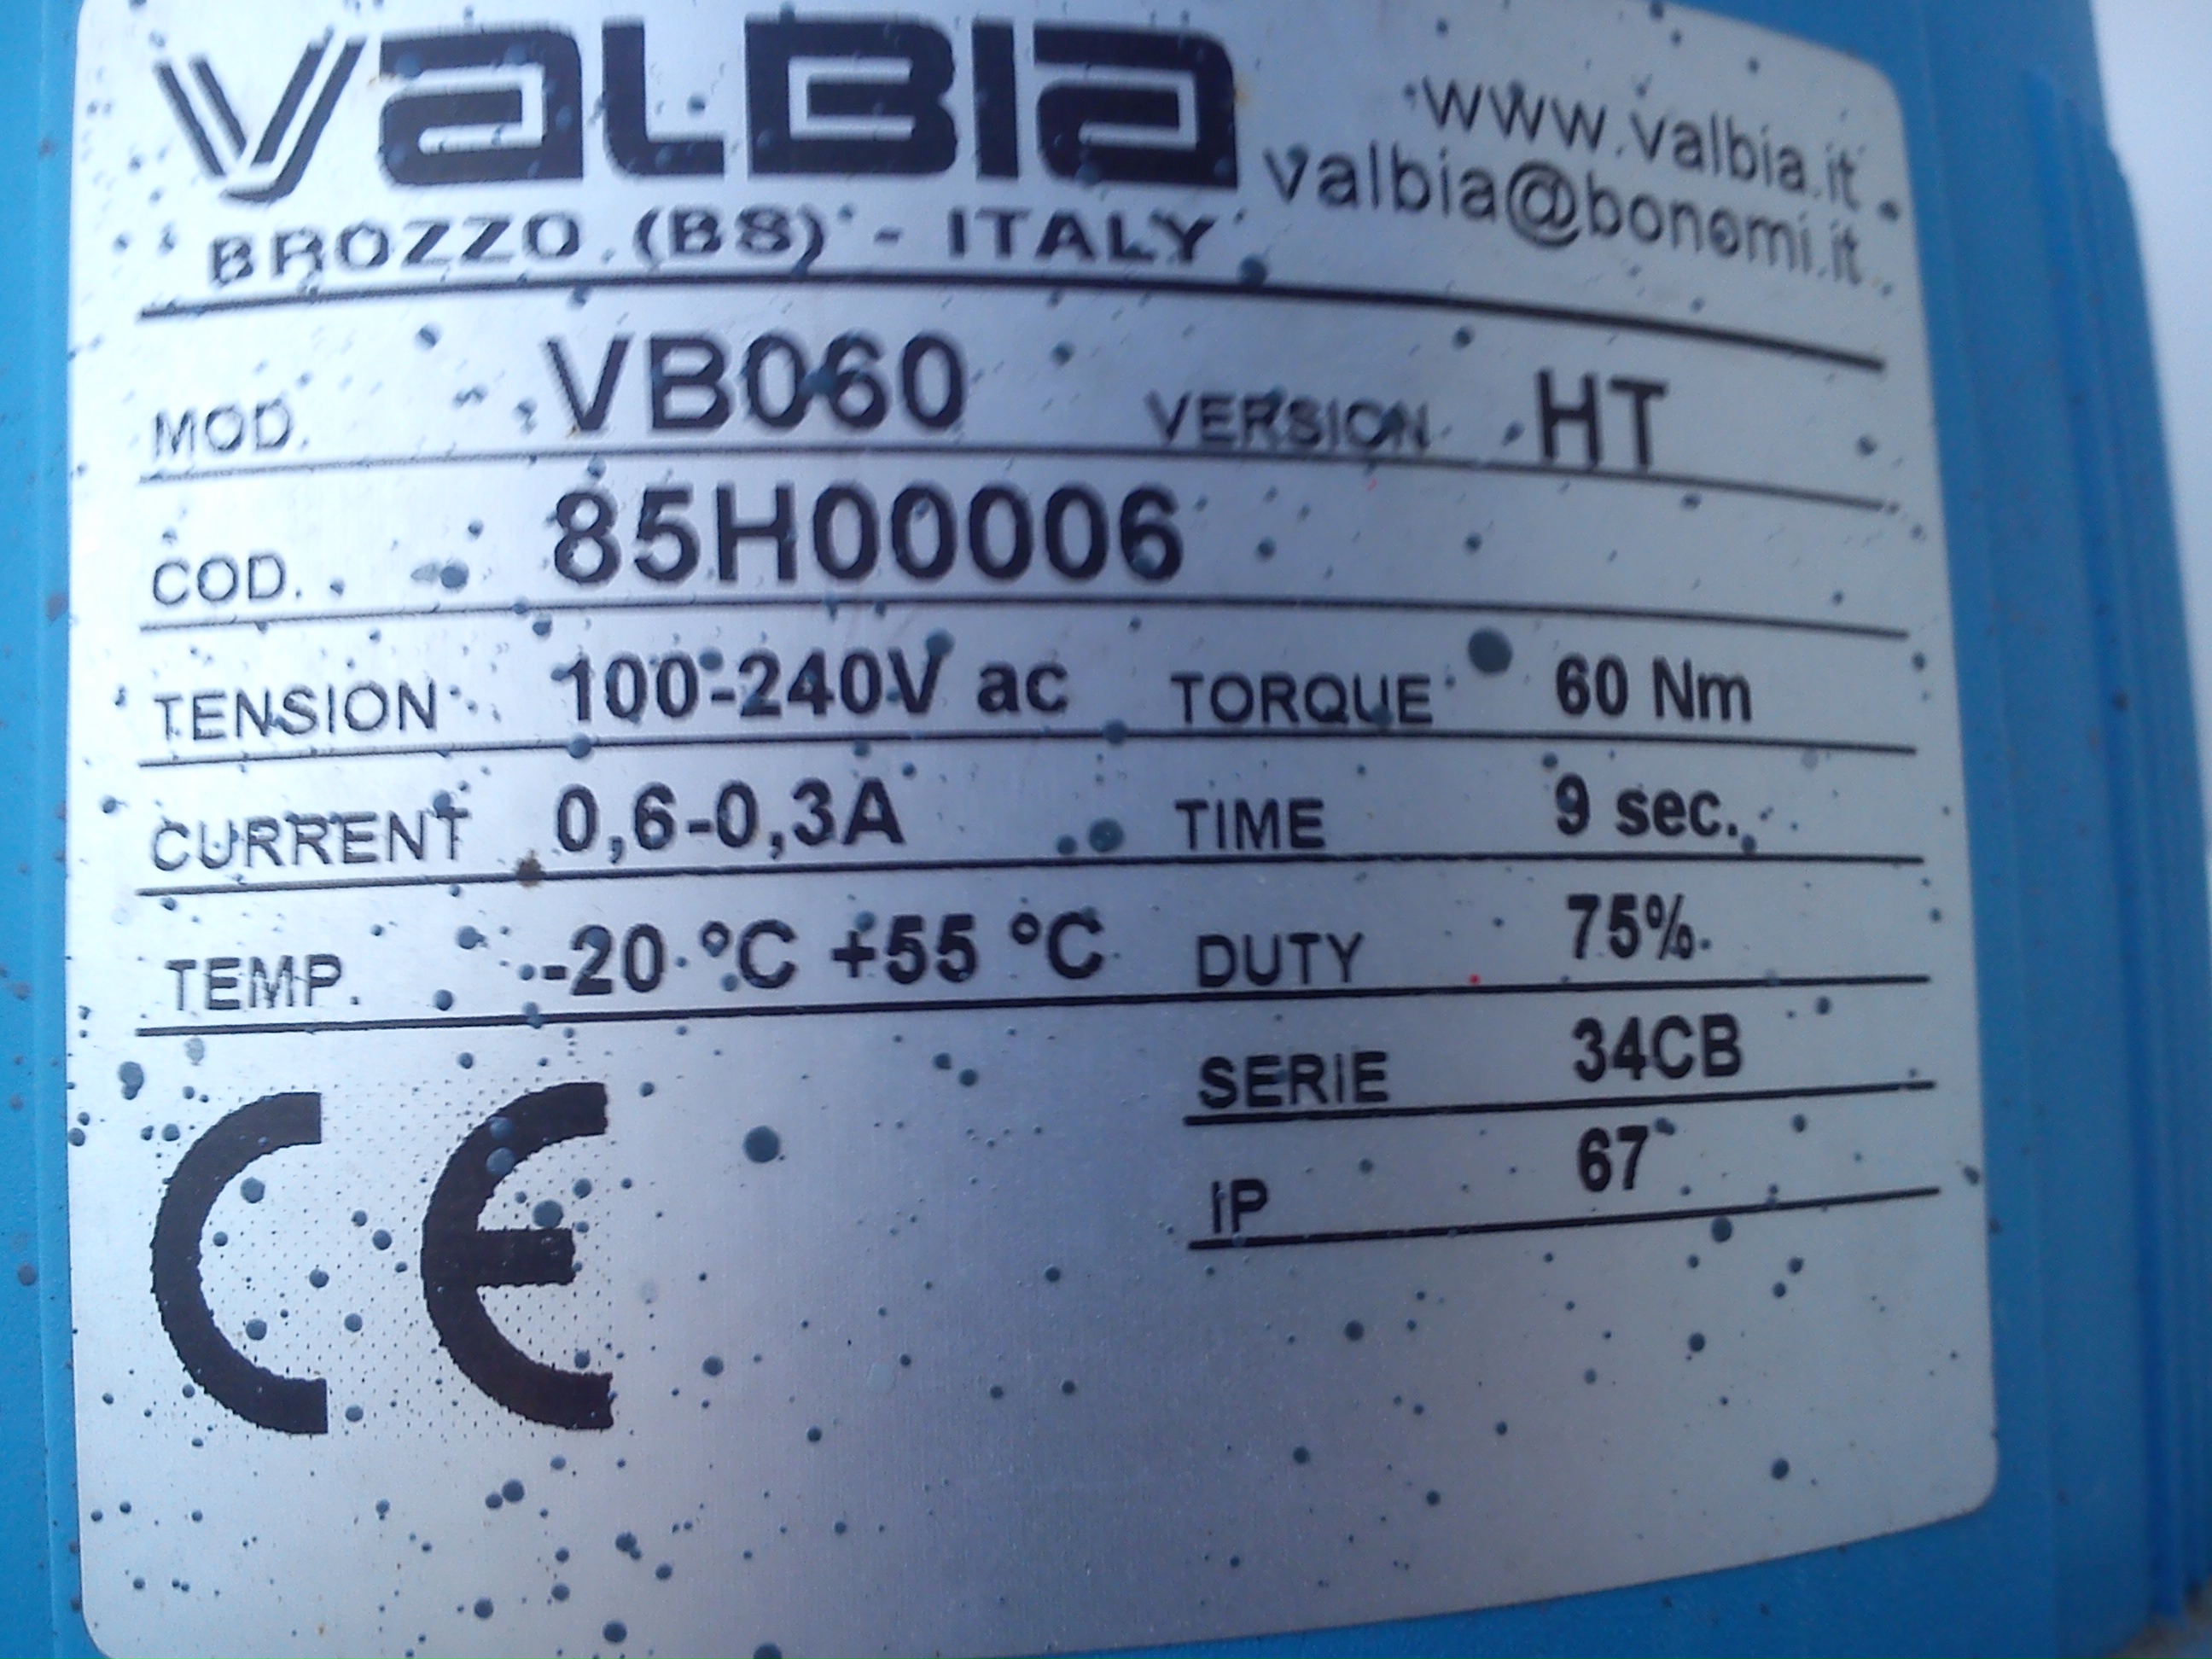 VALBIA
www.valbia.it
BROZZO (BS) - ITALY
valbia@bonomi.it
MOD. VB060 VERSION HT
COD. 85H00006
TENSION 100-240V ac TORQUE 60 Nm
CURRENT 0,6-0,3A TIME 9 sec.
TEMP. -20 °C +55 °C DUTY 75%
SERIE 34CB
IP 67
CE